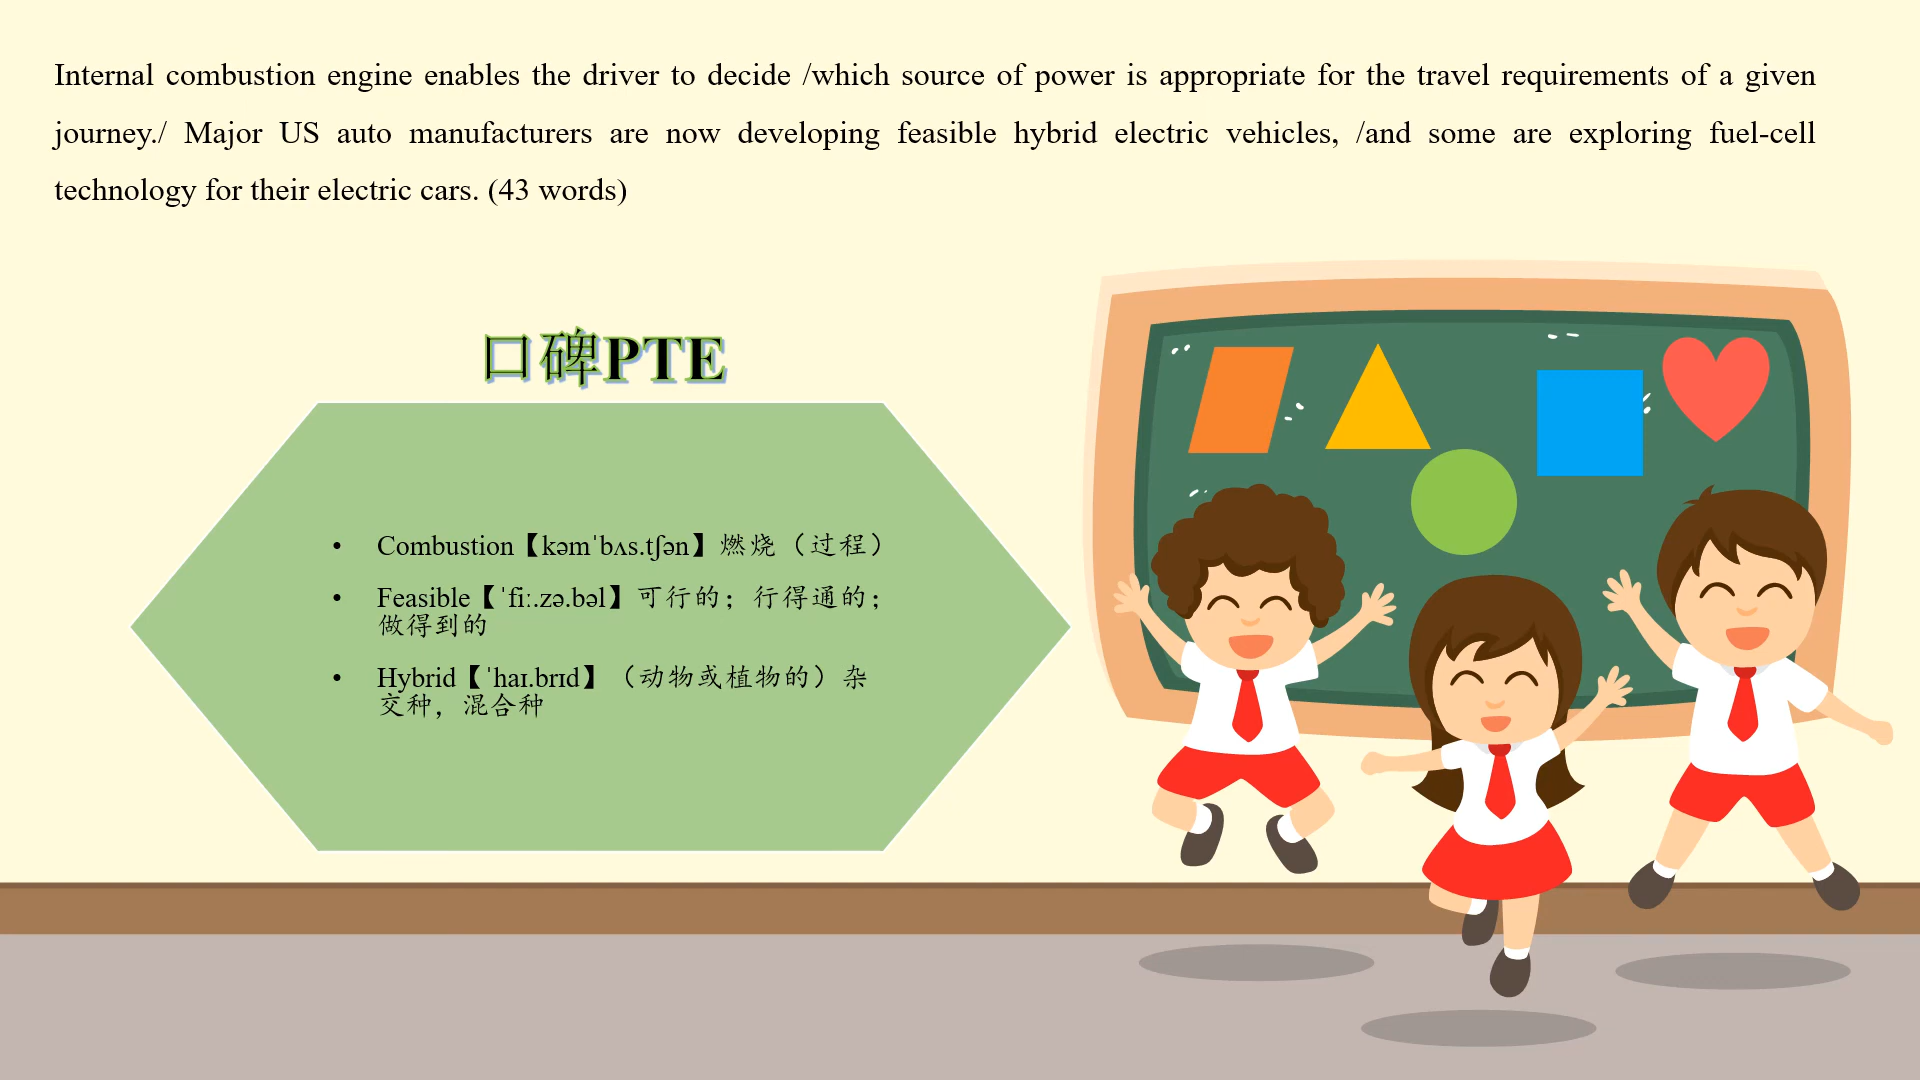 Internal combustion engine enables the driver to decide /which source of power is appropriate for the travel requirements of a given
journey./ Major US auto manufacturers are now developing feasible hybrid electric vehicles, /and some are exploring fuel-cell
technology for their electric cars. (43 words)
口碑PTE
• Combustion【kəmˈbʌs.tʃən】燃烧（过程）
• Feasible【ˈfiː.zə.bəl】可行的；行得通的；
做得到的
• Hybrid【ˈhaɪ.brɪd】（动物或植物的）杂
交种，混合种